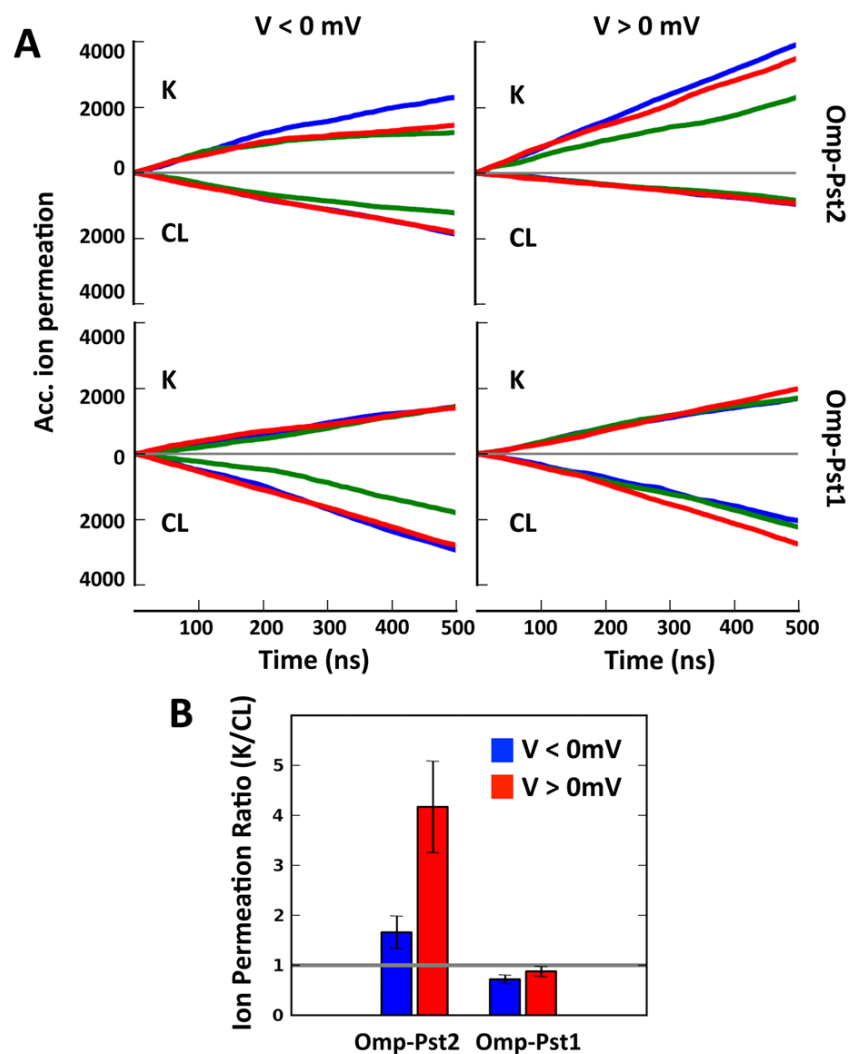 V < 0 mV
V > 0 mV
A
4000
2000
0
2000
4000
K
CL
K
CL
Omp-Pst2
Acc. ion permeation
4000
2000
0
2000
4000
K
CL
K
CL
Omp-Pst1
100
200
300
400
500
100
200
300
400
500
Time (ns)
Time (ns)
B
Ion Permeation Ratio (K/CL)
5
4
3
2
1
0
V < 0mV
V > 0mV
Omp-Pst2
Omp-Pst1